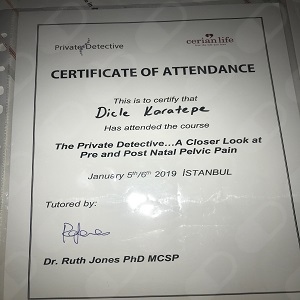 Private Detective
cerian life
CERTIFICATE OF ATTENDANCE
This is to certify that
Dicle Karatepe
Has attended the course
The Private Detective...A Closer Look at
Pre and Post Natal Pelvic Pain
January 5th/6th 2019 İSTANBUL
Tutored by:
Dr. Ruth Jones PhD MCSP